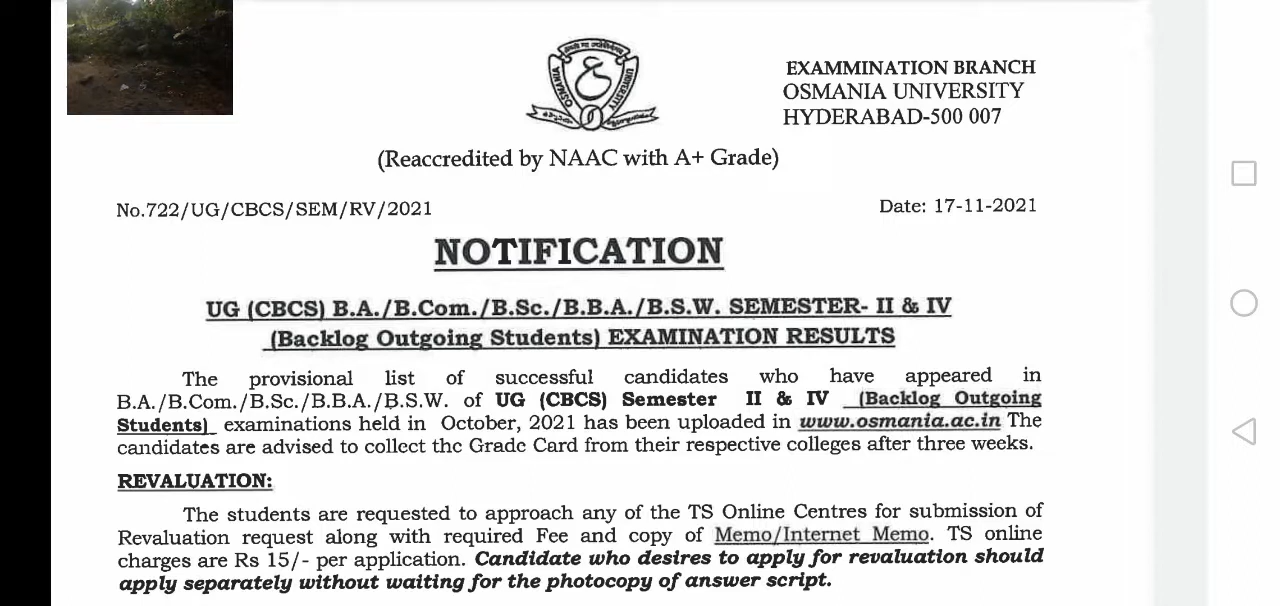 OSMANIA UNIVERSITY
EXAMMINATION BRANCH
OSMANIA UNIVERSITY
HYDERABAD-500 007
(Reaccredited by NAAC with A+ Grade)
No.722/UG/CBCS/SEM/RV/2021
Date: 17-11-2021
NOTIFICATION
UG (CBCS) B.A./B.Com./B.Sc./B.B.A./B.S.W. SEMESTER- II & IV
(Backlog Outgoing Students) EXAMINATION RESULTS
The provisional list of successful candidates who have appeared in
B.A./B.Com./B.Sc./B.B.A./B.S.W. of UG (CBCS) Semester II & IV (Backlog Outgoing
Students) examinations held in October, 2021 has been uploaded in www.osmania.ac.in The
candidates are advised to collect the Grade Card from their respective colleges after three weeks.
REVALUATION:
The students are requested to approach any of the TS Online Centres for submission of
Revaluation request along with required Fee and copy of Memo/Internet Memo. TS online
charges are Rs 15/- per application. Candidate who desires to apply for revaluation should
apply separately without waiting for the photocopy of answer script.